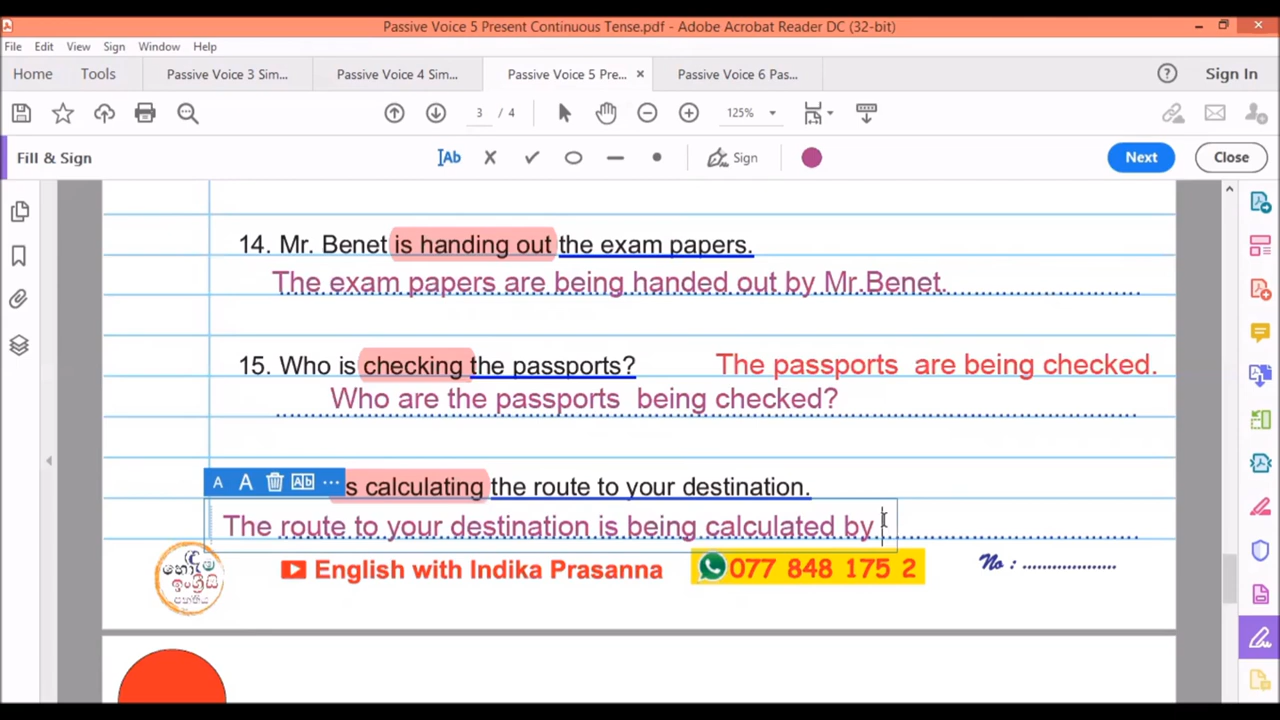 Passive Voice 5 Present Continuous Tense.pdf - Adobe Acrobat Reader DC (32-bit)
File Edit View Sign Window Help
Home Tools Passive Voice 3 Sim... Passive Voice 4 Sim... Passive Voice 5 Pre... × Passive Voice 6 Pas... Sign In
3 / 4 125%
Fill & Sign Ab Sign Next Close
14. Mr. Benet is handing out the exam papers.
The exam papers are being handed out by Mr.Benet.
15. Who is checking the passports? The passports are being checked.
Who are the passports being checked?
A A Ab ... s calculating the route to your destination.
The route to your destination is being calculated by
හොඳම
ඉංග්‍රීසි
පන්තිය
English with Indika Prasanna 077 848 175 2 No : ..................